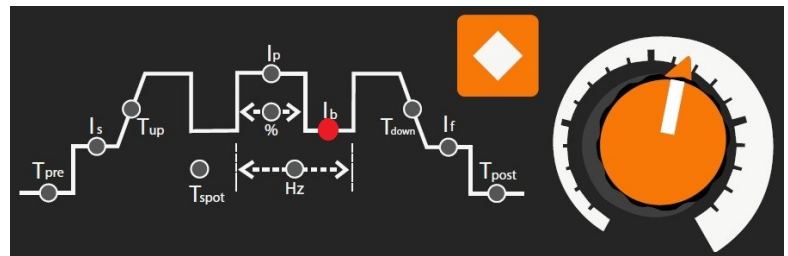 Ip
Is
Tup
%
Ib
Tdown
If
Tpre
Tspot
Hz
Tpost